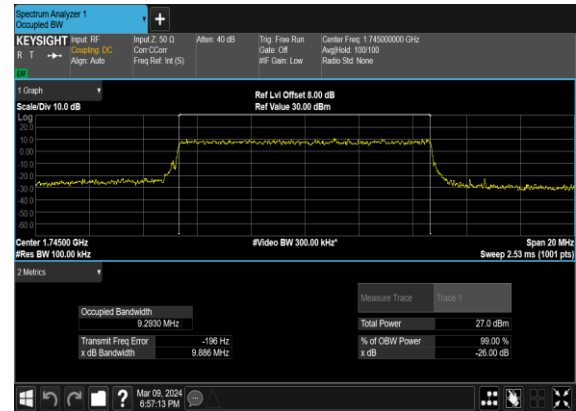 Spectrum Analyzer 1
Occupied BW
KEYSIGHT Input: RF Input Z: 50 Ω Atten: 40 dB Trig: Free Run Center Freq: 1.745000000 GHz
R T Coupling: DC Corr CCorr Gate: Off Avg|Hold: 100/100
Align: Auto Freq Ref: Int (S) #IF Gain: Low Radio Std: None
1 Graph
Ref Lvl Offset 8.00 dB
Scale/Div 10.0 dB Ref Value 30.00 dBm
Log
20.0
10.0
0.00
-10.0
-20.0
-30.0
-40.0
-50.0
-60.0
Center 1.74500 GHz #Video BW 300.00 kHz* Span 20 MHz
#Res BW 100.00 kHz Sweep 2.53 ms (1001 pts)
2 Metrics
Measure Trace Trace 1
Occupied Bandwidth
9.2930 MHz Total Power 27.0 dBm
Transmit Freq Error -196 Hz % of OBW Power 99.00 %
x dB Bandwidth 9.886 MHz x dB -26.00 dB
? Mar 09, 2024
6:57:13 PM